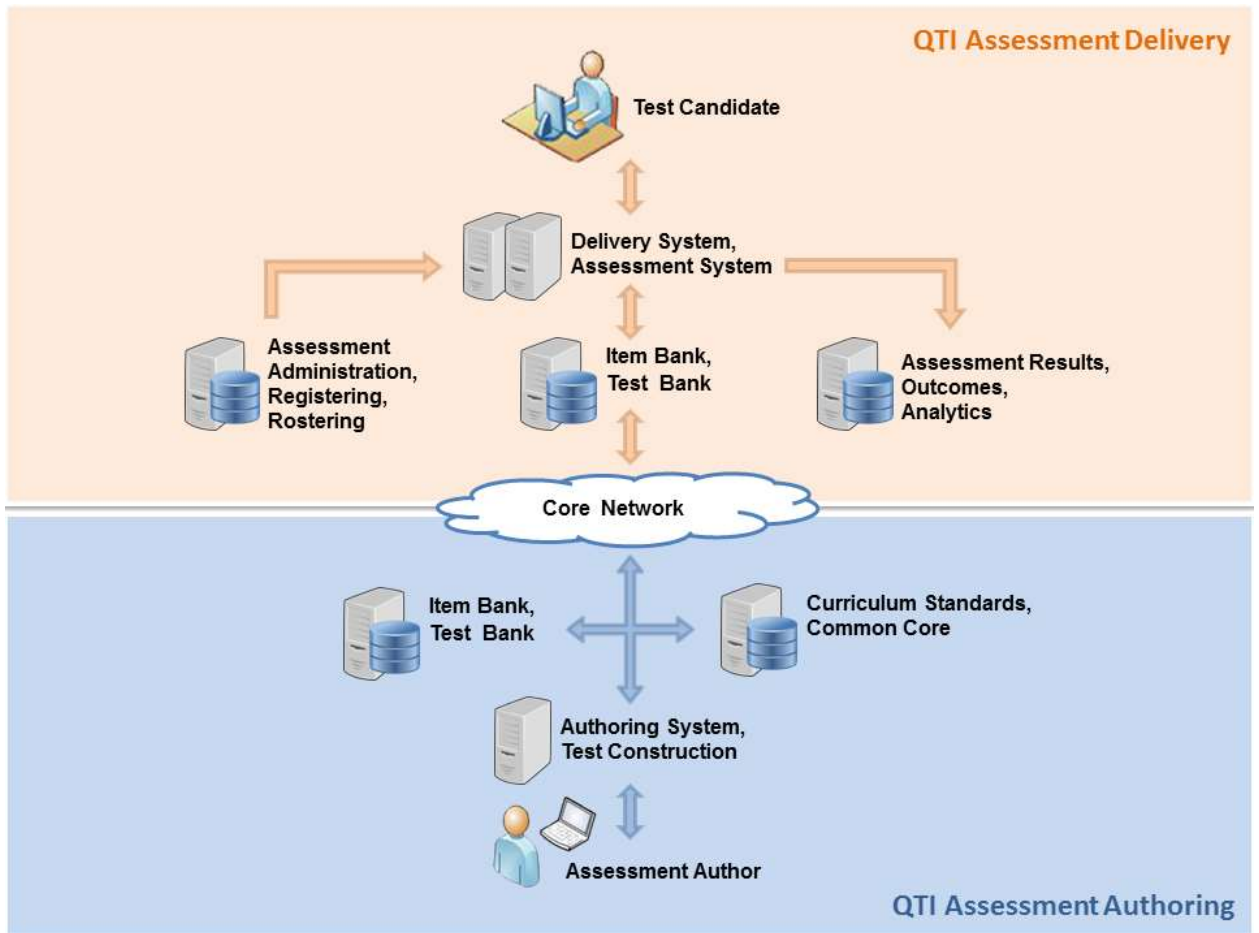 QTI Assessment Delivery
Test Candidate
Delivery System,
Assessment System
Assessment
Administration,
Registering,
Rostering
Item Bank,
Test Bank
Assessment Results,
Outcomes,
Analytics
Core Network
Item Bank,
Test Bank
Curriculum Standards,
Common Core
Authoring System,
Test Construction
Assessment Author
QTI Assessment Authoring